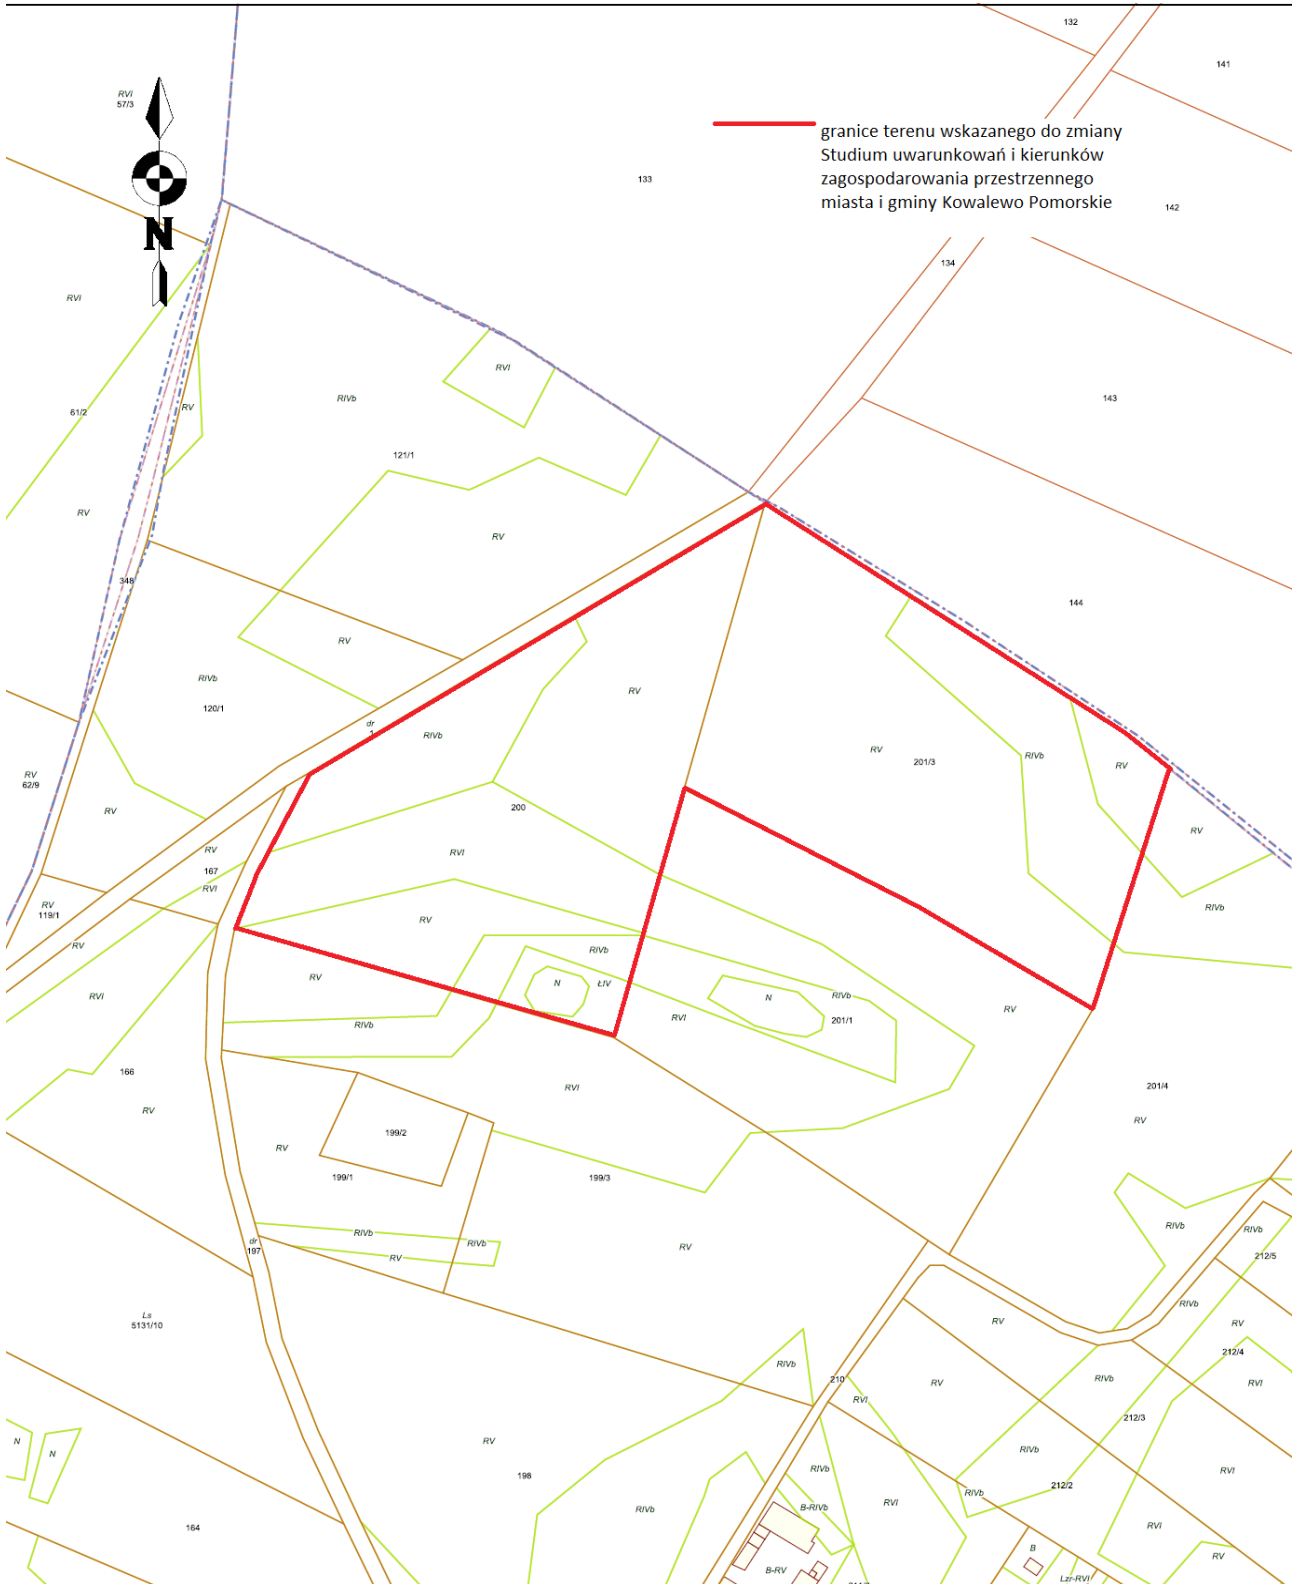 132
141
RVI
57/3
granice terenu wskazanego do zmiany
Studium uwarunkowań i kierunków
zagospodarowania przestrzennego
miasta i gminy Kowalewo Pomorskie
133
142
N
134
RVI
RVI
RIVb
143
61/2
RV
121/1
RV
RV
348
144
RV
RIVb
120/1
RV
dr
1
RIVb
RV
201/3
RIVb
RV
RV
62/9
200
RV
RV
RV
167
RVI
RVI
RV
119/1
RV
RIVb
RV
RIVb
RV
N
ŁIV
N
RIVb
201/1
RV
RVI
RVI
RIVb
166
RV
RVI
201/4
RV
199/2
RV
199/1
199/3
RIVb
RIVb
RV
RV
dr
197
RIVb
RIVb
212/5
RIVb
RV
RV
212/4
Ls
5131/10
RIVb
210
RV
RIVb
RVI
RVI
212/3
N
N
RV
198
RIVb
RIVb
RVI
212/2
RIVb
RIVb
B-RIVb
RVI
164
RVI
RV
B
B-RV
Lzr-RVI